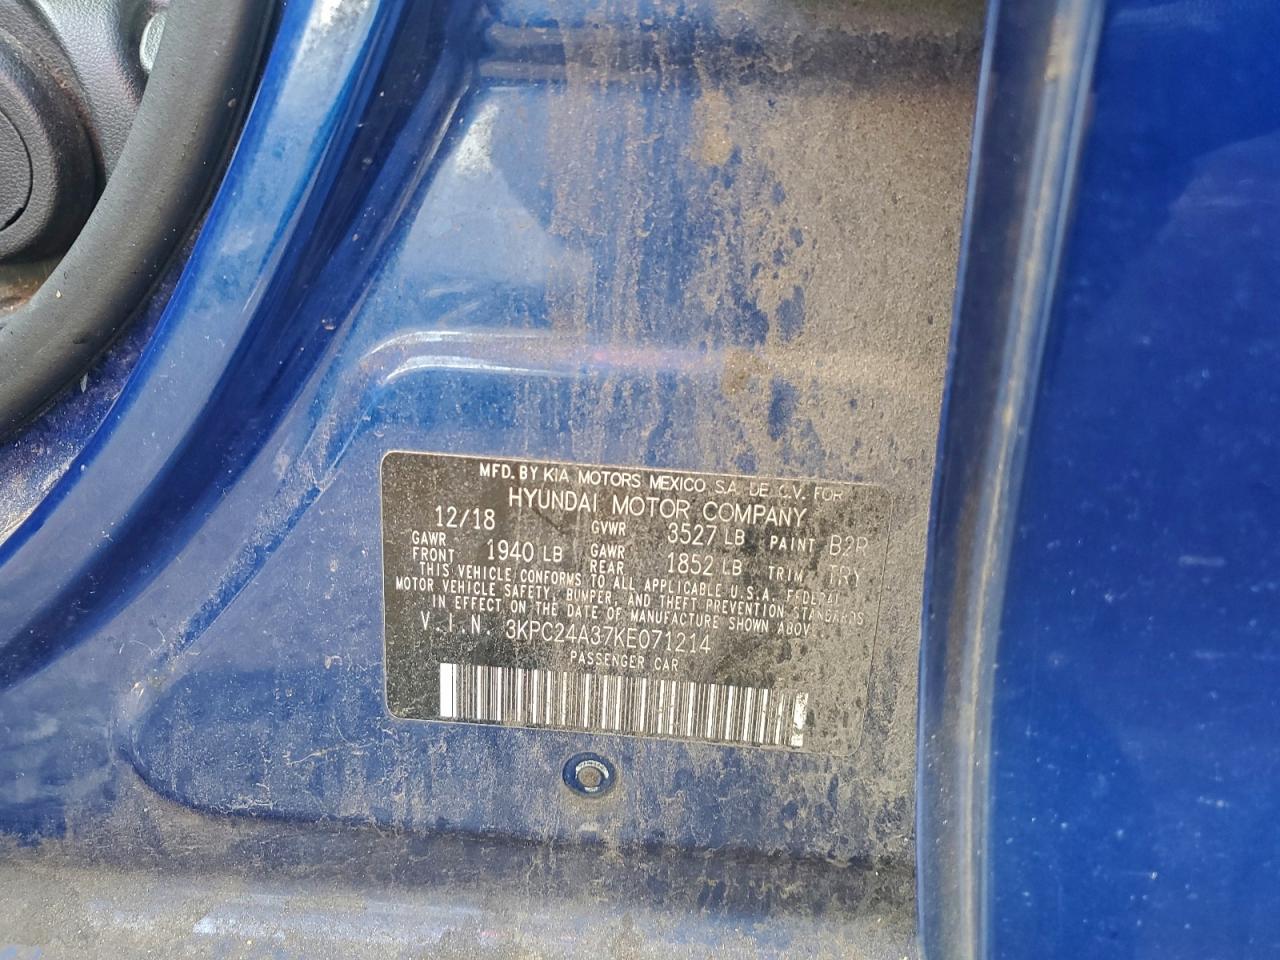 MFD. BY KIA MOTORS MEXICO S.A. DE C.V. FOR
HYUNDAI MOTOR COMPANY
12/18 GVWR 3527 LB PAINT B2R
GAWR FRONT 1940 LB GAWR REAR 1852 LB TRIM TRY
THIS VEHICLE CONFORMS TO ALL APPLICABLE U.S.A. FEDERAL
MOTOR VEHICLE SAFETY, BUMPER, AND THEFT PREVENTION STANDARDS
IN EFFECT ON THE DATE OF MANUFACTURE SHOWN ABOV
V.I.N. 3KPC24A37KE071214
PASSENGER CAR